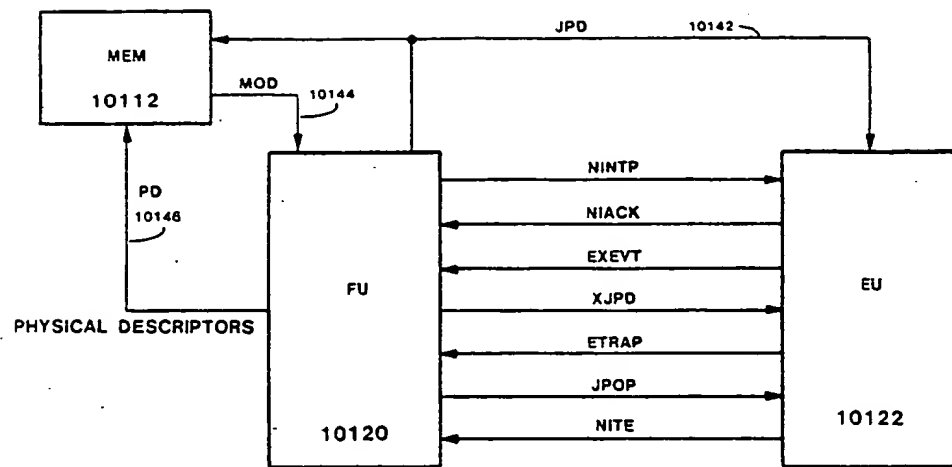 JPD
10142
MEM
10112
MOD
10144
PD
10146
PHYSICAL DESCRIPTORS
FU
10120
NINTP
NIACK
EXEVT
XJPD
ETRAP
JPOP
NITE
EU
10122